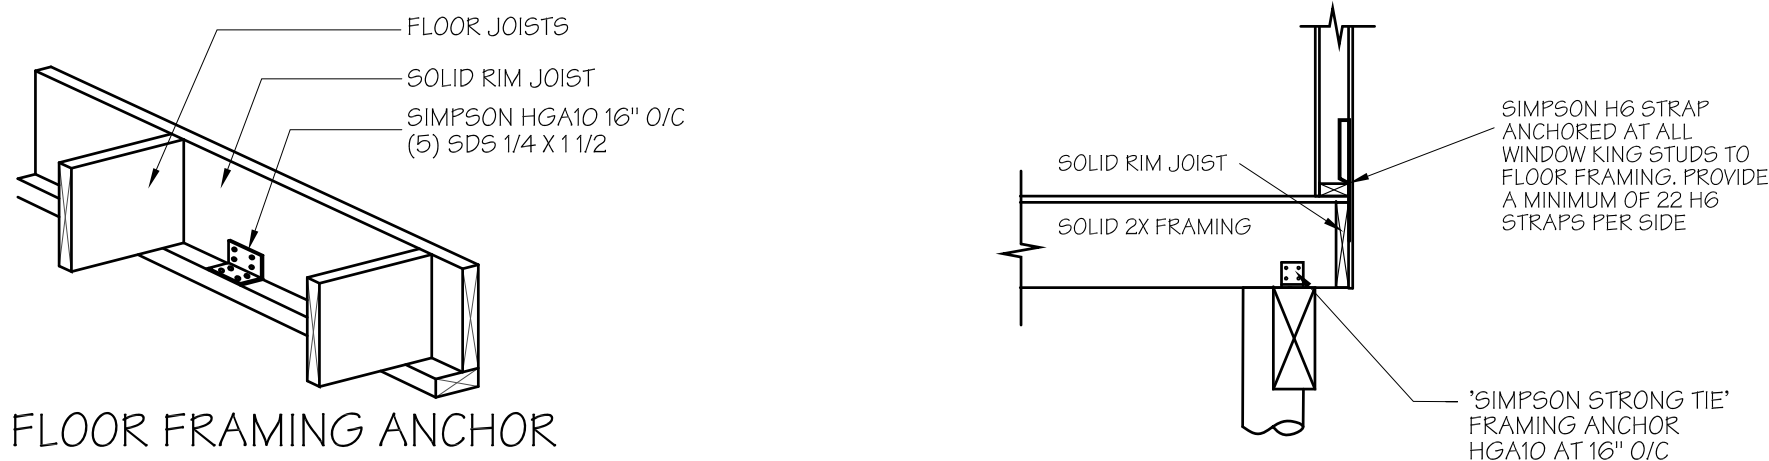 FLOOR JOISTS
SOLID RIM JOIST
SIMPSON HGA10 16" O/C
(5) SDS 1/4 X 1 1/2
FLOOR FRAMING ANCHOR
SOLID RIM JOIST
SOLID 2X FRAMING
SIMPSON H6 STRAP
ANCHORED AT ALL
WINDOW KING STUDS TO
FLOOR FRAMING. PROVIDE
A MINIMUM OF 22 H6
STRAPS PER SIDE
'SIMPSON STRONG TIE'
FRAMING ANCHOR
HGA10 AT 16" O/C